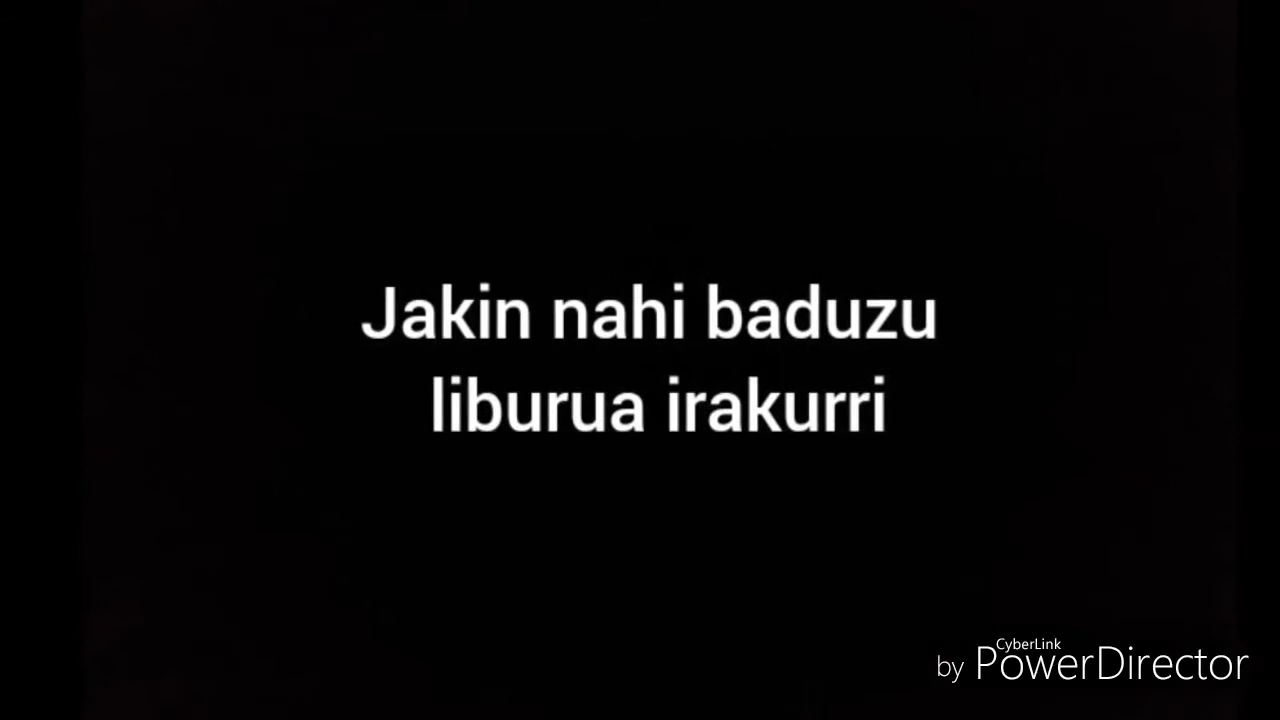 Jakin nahi baduzu
liburua irakurri
CyberLink
by PowerDirector